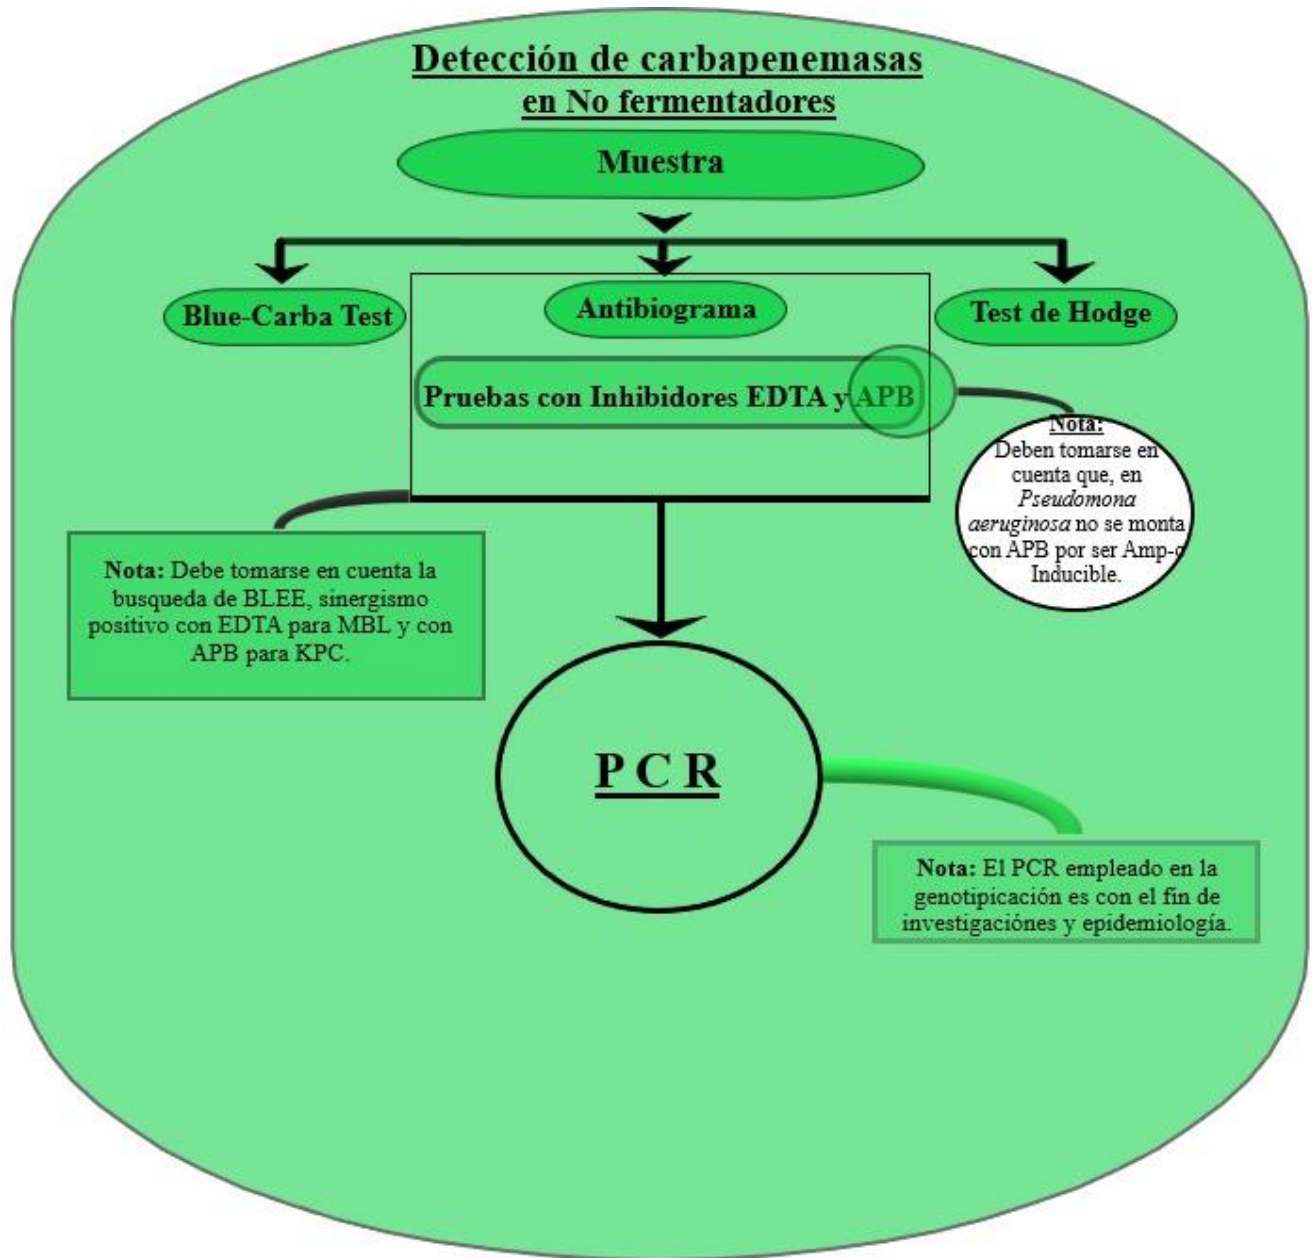 Detección de carbapenemasas
en No fermentadores
Muestra
Blue-Carba Test
Antibiograma
Test de Hodge
Pruebas con Inhibidores EDTA y APB
Nota:
Deben tomarse en
cuenta que, en
Pseudomona
aeruginosa no se monta
con APB por ser Amp-c
Inducible.
Nota: Debe tomarse en cuenta la
busqueda de BLEE, sinergismo
positivo con EDTA para MBL y con
APB para KPC.
P C R
Nota: El PCR empleado en la
genotipicación es con el fin de
investigaciónes y epidemiología.